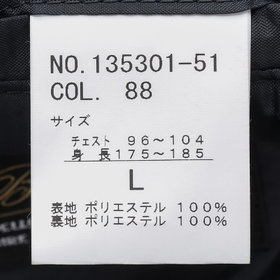 NO.135301-51
COL. 88
サイズ
チェスト 96～104
身 長175～185
L
表地 ポリエステル 100%
裏地 ポリエステル 100%